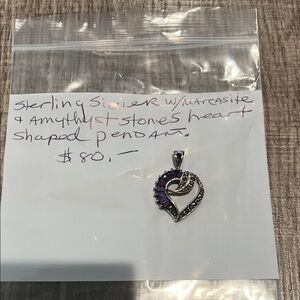 Sterling Silver w/marcasite
& Amythyst stones heart
shaped pendant.
$80.—